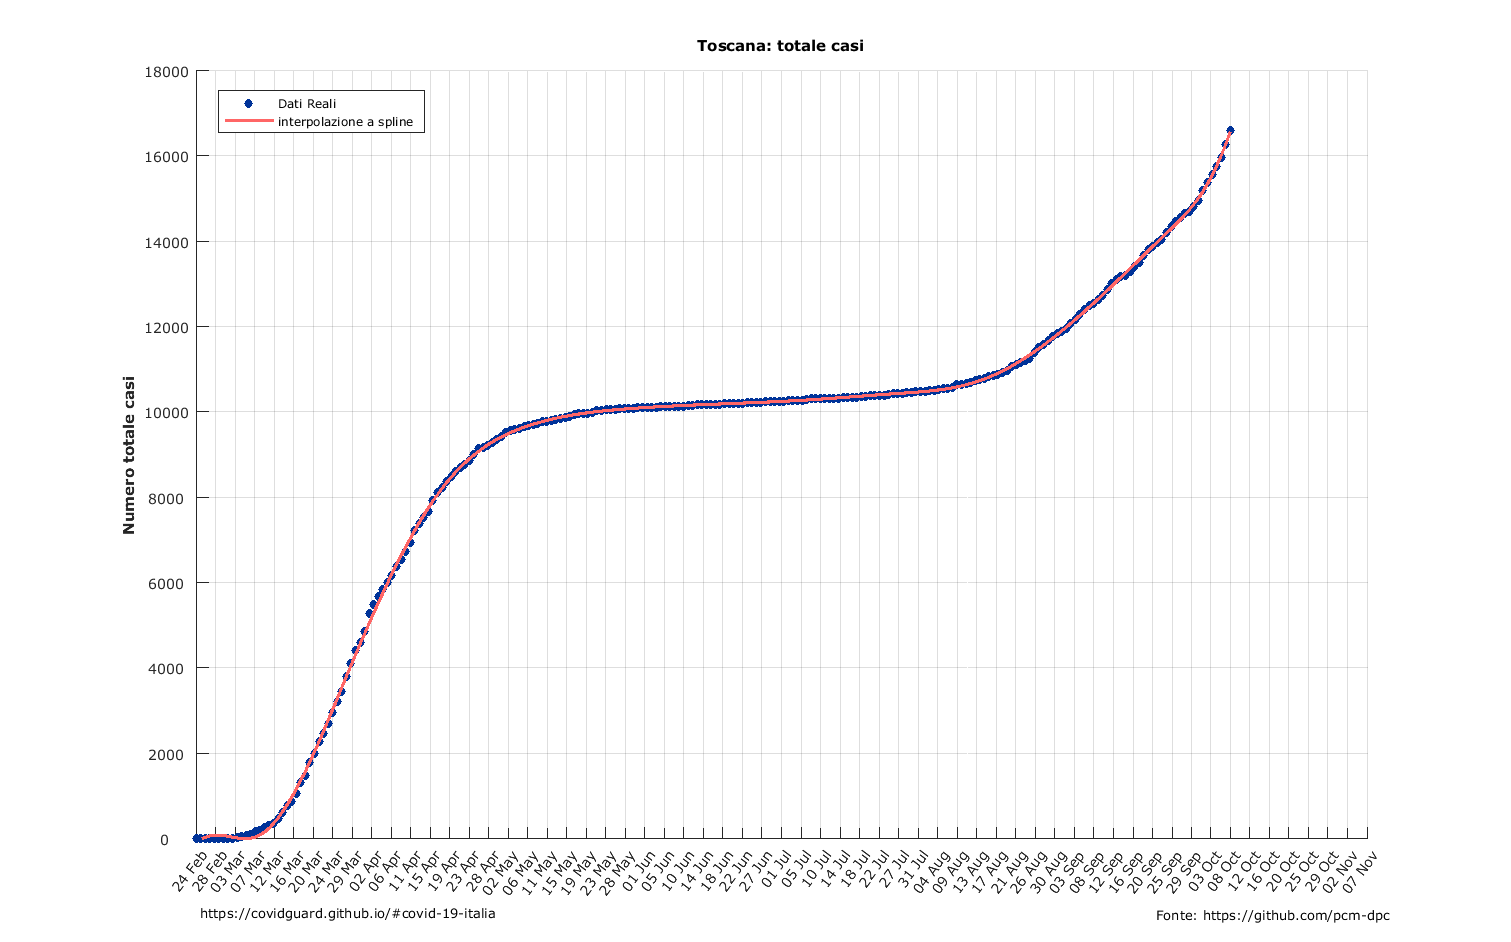 Toscana: totale casi
18000
16000
14000
12000
10000
8000
6000
4000
2000
0
Numero totale casi
Dati Reali
interpolazione a spline
24 Feb
28 Feb
03 Mar
07 Mar
12 Mar
16 Mar
20 Mar
24 Mar
29 Mar
02 Apr
06 Apr
11 Apr
15 Apr
19 Apr
23 Apr
28 Apr
02 May
06 May
11 May
15 May
19 May
23 May
28 May
01 Jun
05 Jun
10 Jun
14 Jun
18 Jun
22 Jun
27 Jun
01 Jul
05 Jul
10 Jul
14 Jul
18 Jul
22 Jul
27 Jul
31 Jul
04 Aug
09 Aug
13 Aug
17 Aug
21 Aug
26 Aug
30 Aug
03 Sep
08 Sep
12 Sep
16 Sep
20 Sep
25 Sep
29 Sep
03 Oct
08 Oct
12 Oct
16 Oct
20 Oct
25 Oct
29 Oct
02 Nov
07 Nov
https://covidguard.github.io/#covid-19-italia
Fonte: https://github.com/pcm-dpc